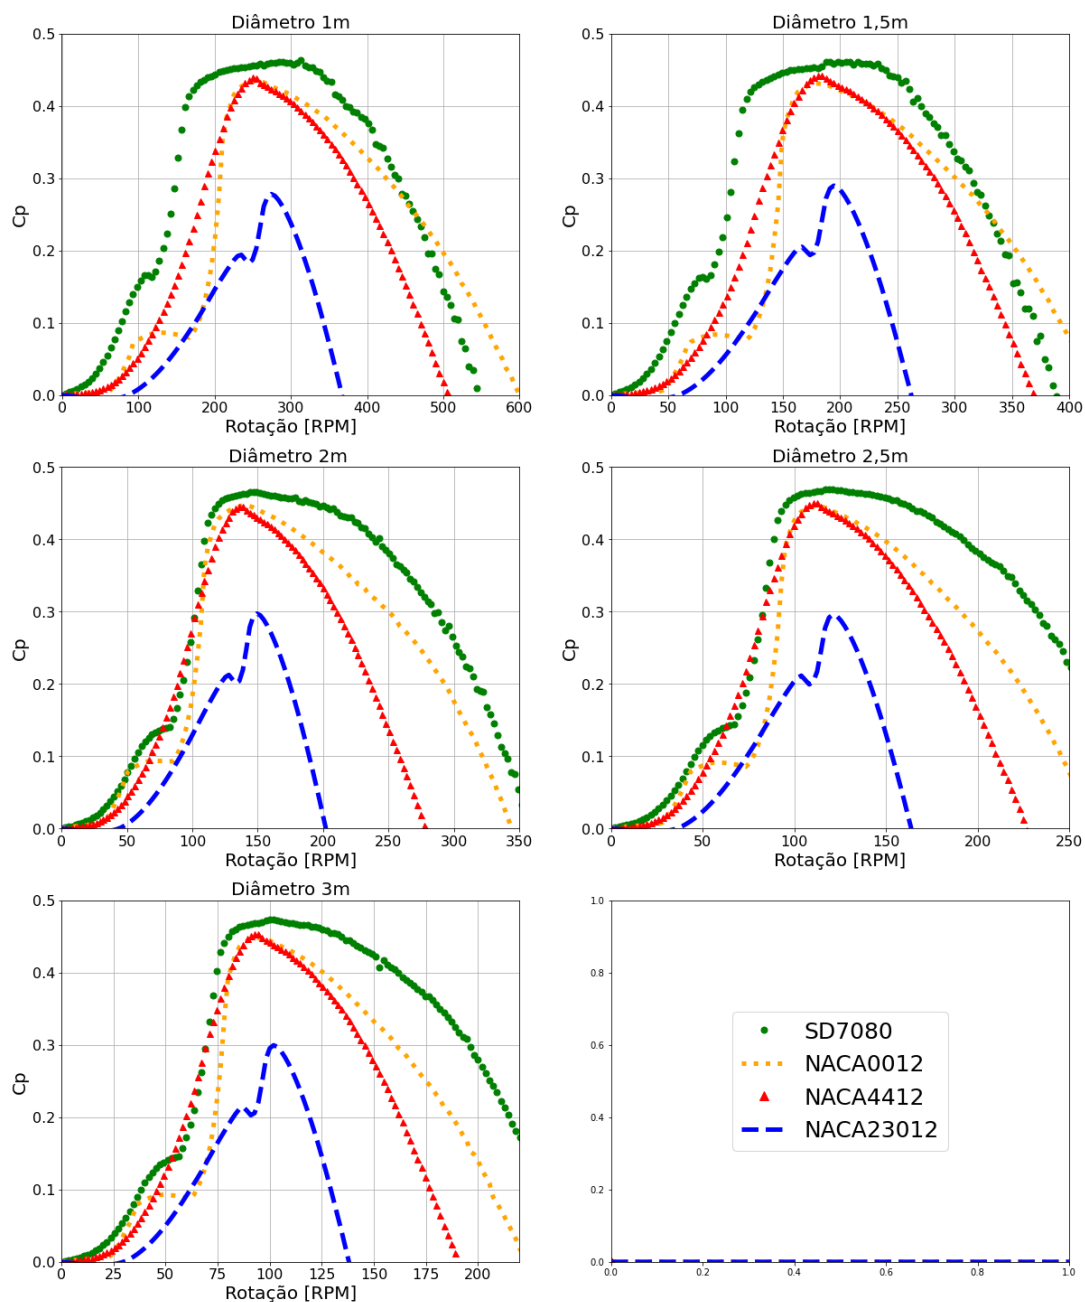 Diâmetro 1m
0.5
0.4
0.3
0.2
0.1
0.0
Cp
0 100 200 300 400 500 600
Rotação [RPM]
Diâmetro 1,5m
0.5
0.4
0.3
0.2
0.1
0.0
Cp
0 50 100 150 200 250 300 350 400
Rotação [RPM]
Diâmetro 2m
0.5
0.4
0.3
0.2
0.1
0.0
Cp
0 50 100 150 200 250 300 350
Rotação [RPM]
Diâmetro 2,5m
0.5
0.4
0.3
0.2
0.1
0.0
Cp
0 50 100 150 200 250
Rotação [RPM]
Diâmetro 3m
0.5
0.4
0.3
0.2
0.1
0.0
Cp
0 25 50 75 100 125 150 175 200
Rotação [RPM]
1.0
0.8
0.6
0.4
0.2
0.0
0.0 0.2 0.4 0.6 0.8 1.0
SD7080
NACA0012
NACA4412
NACA23012